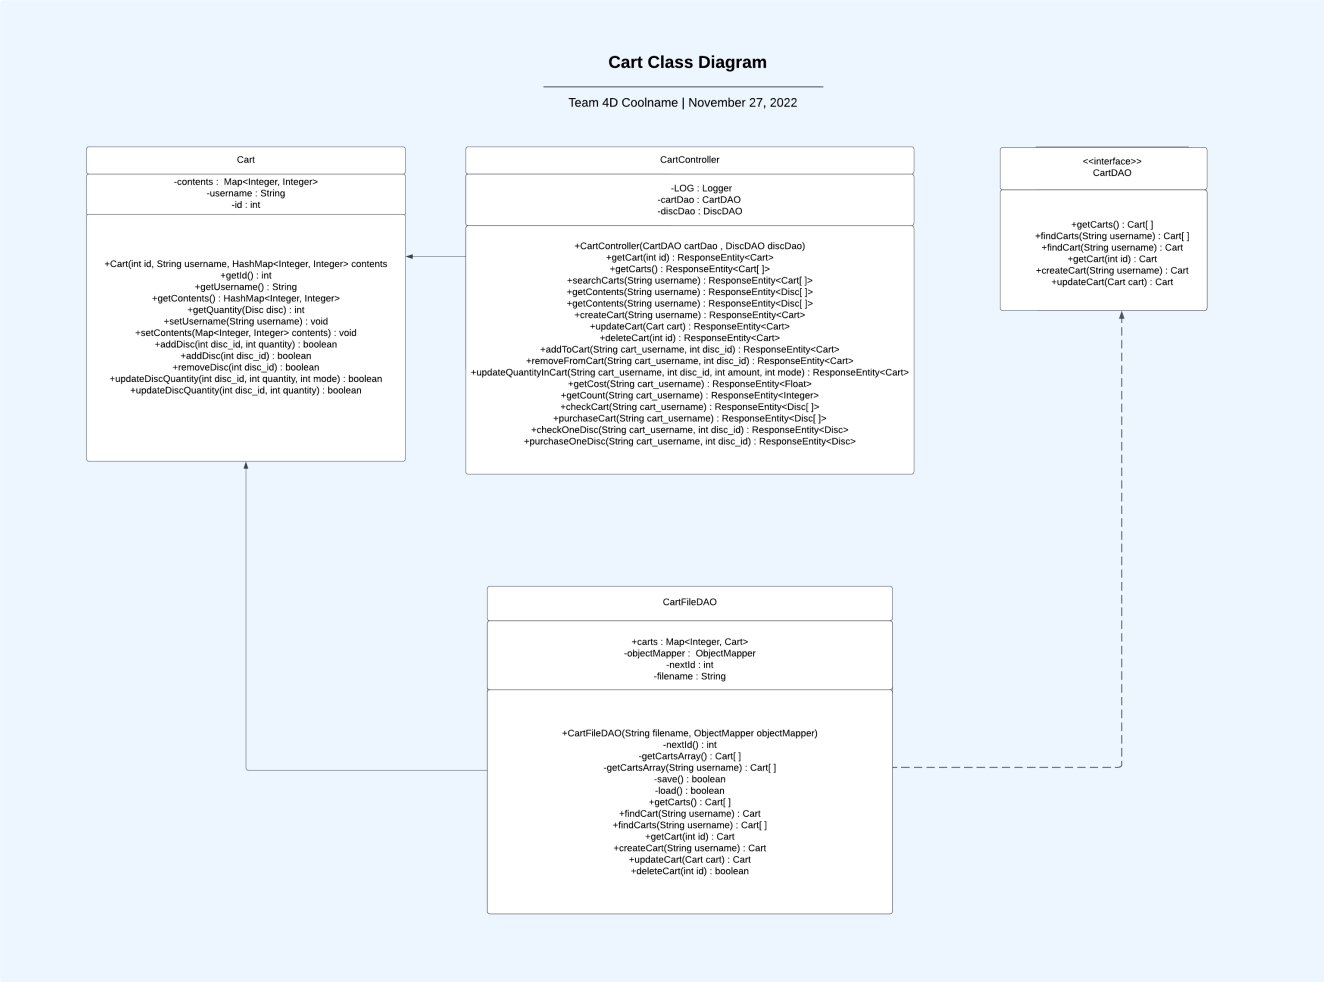 Cart Class Diagram
Team 4D Coolname | November 27, 2022
Cart
-contents :  Map<Integer, Integer>
-username : String
-id : int
+Cart(int id, String username, HashMap<Integer, Integer> contents
+getId() : int
+getUsername() : String
+getContents() : HashMap<Integer, Integer>
+getQuantity(Disc disc) : int
+setUsername(String username) : void
+setContents(Map<Integer, Integer> contents) : void
+addDisc(int disc_id, int quantity) : boolean
+addDisc(int disc_id) : boolean
+removeDisc(int disc_id) : boolean
+updateDiscQuantity(int disc_id, int quantity, int mode) : boolean
+updateDiscQuantity(int disc_id, int quantity) : boolean
CartController
-LOG : Logger
-cartDao : CartDAO
-discDao : DiscDAO
+CartController(CartDAO cartDao , DiscDAO discDao)
+getCart(int id) : ResponseEntity<Cart>
+getCarts() : ResponseEntity<Cart[ ]>
+searchCarts(String username) : ResponseEntity<Cart[ ]>
+getContents(String username) : ResponseEntity<Disc[ ]>
+getContents(String username) : ResponseEntity<Disc[ ]>
+createCart(String username) : ResponseEntity<Cart>
+updateCart(Cart cart) : ResponseEntity<Cart>
+deleteCart(int id) : ResponseEntity<Cart>
+addToCart(String cart_username, int disc_id) : ResponseEntity<Cart>
+removeFromCart(String cart_username, int disc_id) : ResponseEntity<Cart>
+updateQuantityInCart(String cart_username, int disc_id, int amount, int mode) : ResponseEntity<Cart>
+getCost(String cart_username) : ResponseEntity<Float>
+getCount(String cart_username) : ResponseEntity<Integer>
+checkCart(String cart_username) : ResponseEntity<Disc[ ]>
+purchaseCart(String cart_username) : ResponseEntity<Disc[ ]>
+checkOneDisc(String cart_username, int disc_id) : ResponseEntity<Disc>
+purchaseOneDisc(String cart_username, int disc_id) : ResponseEntity<Disc>
<<interface>>
CartDAO
+getCarts() : Cart[ ]
+findCarts(String username) : Cart[ ]
+findCart(String username) : Cart
+getCart(int id) : Cart
+createCart(String username) : Cart
+updateCart(Cart cart) : Cart
CartFileDAO
+carts : Map<Integer, Cart>
-objectMapper :  ObjectMapper
-nextId : int
-filename : String
+CartFileDAO(String filename, ObjectMapper objectMapper)
-nextId() : int
-getCartsArray() : Cart[ ]
-getCartsArray(String username) : Cart[ ]
-save() : boolean
-load() : boolean
+getCarts() : Cart[ ]
+findCart(String username) : Cart
+findCarts(String username) : Cart[ ]
+getCart(int id) : Cart
+createCart(String username) : Cart
+updateCart(Cart cart) : Cart
+deleteCart(int id) : boolean